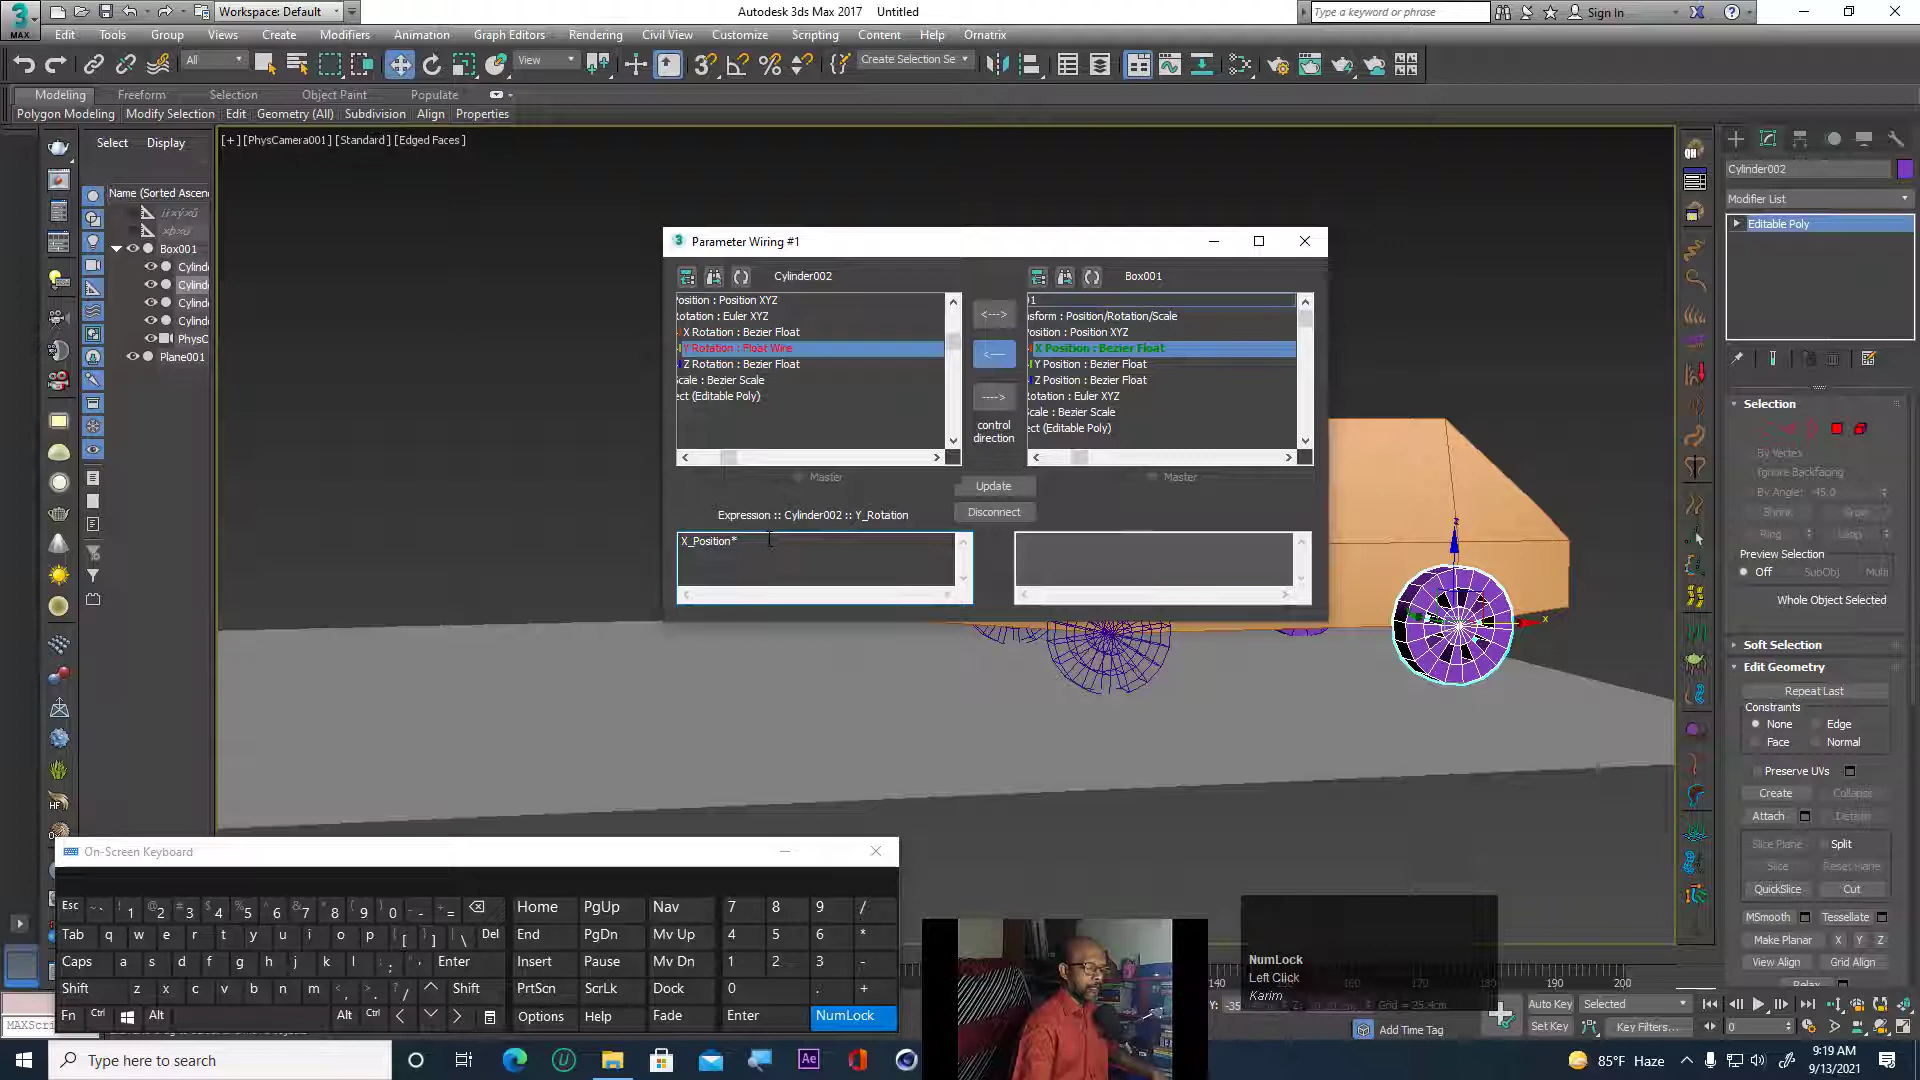 Workspace: Default
Autodesk 3ds Max 2017 Untitled
Type a keyword or phrase
Sign In
MAX
Edit Tools Group Views Create Modifiers Animation Graph Editors Rendering Civil View Customize Scripting Content Help Ornatrix
All View Create Selection Se
Modeling Freeform Selection Object Paint Populate
Polygon Modeling Modify Selection Edit Geometry (All) Subdivision Align Properties
Select Display
[+] [PhysCamera001] [Standard] [Edged Faces]
Name (Sorted Ascen
Box001
Cylind
Cylind
Cylind
Cylind
PhysC
Plane001
Parameter Wiring #1
Cylinder002 Box001
osition : Position XYZ
otation : Euler XYZ
X Rotation : Bezier Float
Y Rotation : Float Wire
Z Rotation : Bezier Float
cale : Bezier Scale
ect (Editable Poly)
<--->
<---
---->
control
direction
nsform : Position/Rotation/Scale
osition : Position XYZ
X Position : Bezier Float
Y Position : Bezier Float
Z Position : Bezier Float
otation : Euler XYZ
cale : Bezier Scale
ect (Editable Poly)
Master Master
Update
Disconnect
Expression :: Cylinder002 :: Y_Rotation
X_Position*
z
x
Cylinder002
Modifier List
Editable Poly
Selection
By Vertex
Ignore Backfacing
By Angle: 45.0
Shrink Grow
Ring Loop
Preview Selection
Off SubObj Multi
Whole Object Selected
Soft Selection
Edit Geometry
Repeat Last
Constraints
None Edge
Face Normal
Preserve UVs
Create Collapse
Attach Detach
Slice Plane Split
Slice Reset Plane
QuickSlice Cut
MSmooth Tessellate
Make Planar X Y Z
View Align Grid Align
Relax
QH
HF
On-Screen Keyboard
Esc ~ ` ! 1 @ 2 # 3 $ 4 % 5 ^ 6 & 7 * 8 ( 9 ) 0 _ - + = Home PgUp Nav 7 8 9 /
Tab q w e r t y u i o p { [ } ] | \ Del End PgDn Mv Up 4 5 6 *
Caps a s d f g h j k l : ; " ' Enter Insert Pause Mv Dn 1 2 3 -
Shift z x c v b n m < , > . ? / Shift PrtScn ScrLk Dock 0 . +
Fn Ctrl Alt Alt Ctrl Options Help Fade Enter NumLock
NumLock
Left Click
Karim
140 150 160 170 180 190 200
Y: -35 Grid = 25.4cm
Add Time Tag
Auto Key Selected
Set Key Key Filters...
0
MAXScri
Type here to search
Ae
85°F Haze
9:19 AM
9/13/2021